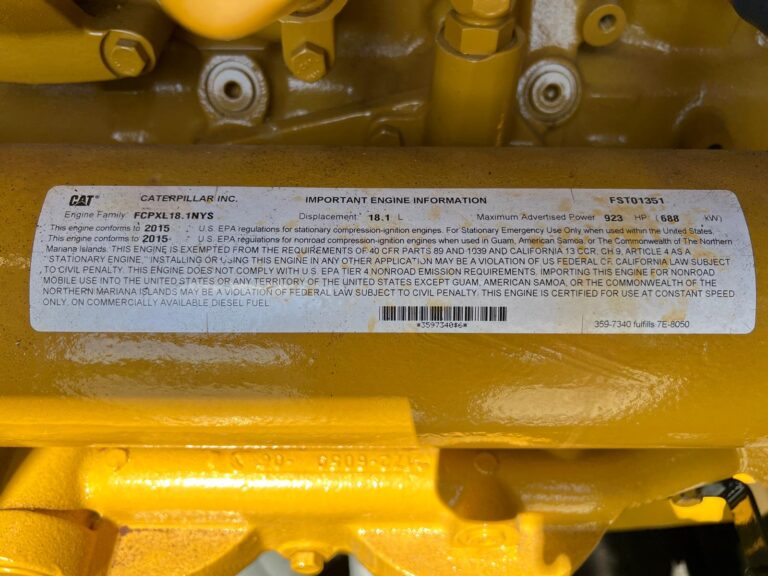 CAT CATERPILLAR INC. IMPORTANT ENGINE INFORMATION FST01351
Engine Family FCPXL18.1NYS Displacement 18.1 L Maximum Advertised Power 923 HP ( 688 kW)
This engine conforms to 2015 U.S. EPA regulations for stationary compression-ignition engines. For Stationary Emergency Use Only when used within the United States.
This engine conforms to 2015 U.S. EPA regulations for nonroad compression-ignition engines when used in Guam, American Samoa, or The Commonwealth of The Northern
Mariana Islands. THIS ENGINE IS EXEMPTED FROM THE REQUIREMENTS OF 40 CFR PARTS 89 AND 1039 AND CALIFORNIA 13 CCR, CH.9, ARTICLE 4 AS A
"STATIONARY ENGINE," INSTALLING OR USING THIS ENGINE IN ANY OTHER APPLICATION MAY BE A VIOLATION OF US FEDERAL OF CALIFORNIA LAW SUBJECT
TO CIVIL PENALTY. THIS ENGINE DOES NOT COMPLY WITH U.S. EPA TIER 4 NONROAD EMISSION REQUIREMENTS. IMPORTING THIS ENGINE FOR NONROAD
MOBILE USE INTO THE UNITED STATES OR ANY TERRITORY OF THE UNITED STATES EXCEPT GUAM, AMERICAN SAMOA, OR THE COMMONWEALTH OF THE
NORTHERN MARIANA ISLANDS MAY BE A VIOLATION OF FEDERAL LAW SUBJECT TO CIVIL PENALTY. THIS ENGINE IS CERTIFIED FOR USE AT CONSTANT SPEED
ONLY, ON COMMERCIALLY AVAILABLE DIESEL FUEL
*3597340#6* 359-7340 fulfills 7E-8050